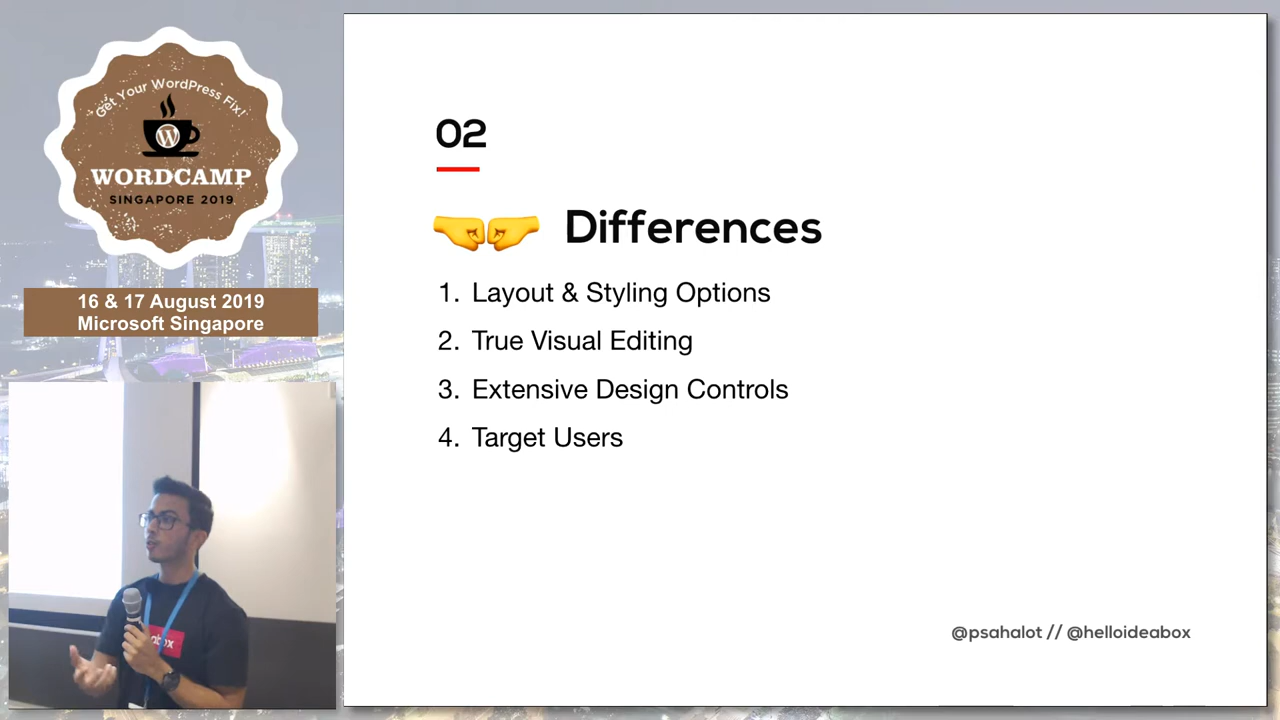 Get Your WordPress Fix!
WORDCAMP
SINGAPORE 2019
16 & 17 August 2019
Microsoft Singapore
02
Differences
1. Layout & Styling Options
2. True Visual Editing
3. Extensive Design Controls
4. Target Users
@psahalot // @helloideabox